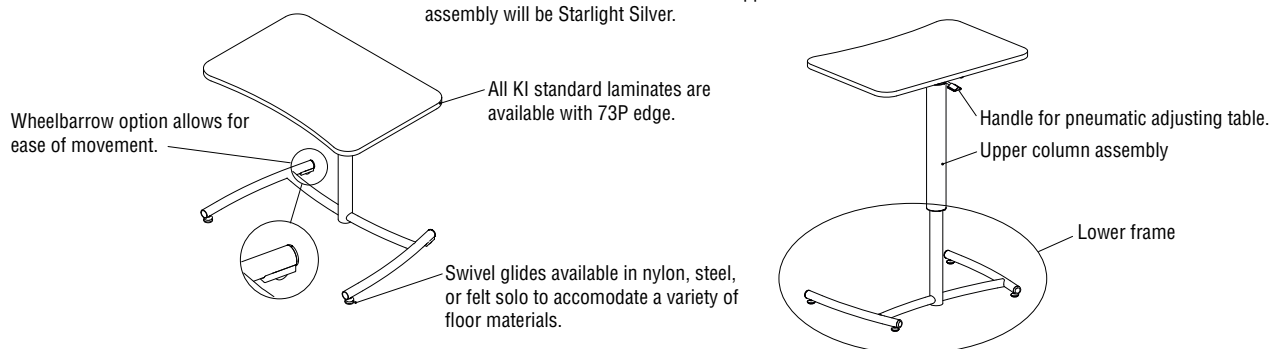 assembly will be Starlight Silver.
All KI standard laminates are
available with 73P edge.
Wheelbarrow option allows for
ease of movement.
Handle for pneumatic adjusting table.
Upper column assembly
Lower frame
Swivel glides available in nylon, steel,
or felt solo to accomodate a variety of
floor materials.